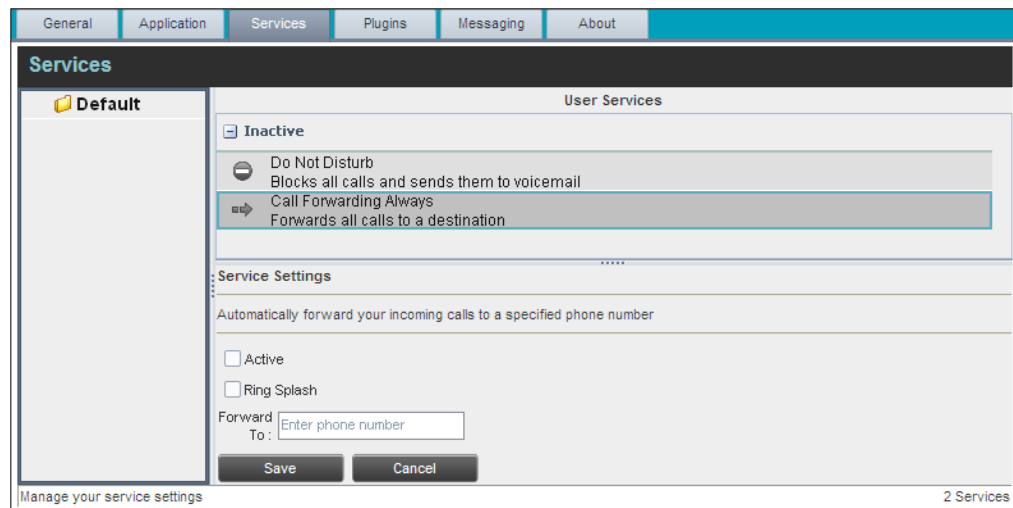 General Application Services Plugins Messaging About
Services
Default
User Services
Inactive
Do Not Disturb
Blocks all calls and sends them to voicemail
Call Forwarding Always
Forwards all calls to a destination
Service Settings
Automatically forward your incoming calls to a specified phone number
Active
Ring Splash
Forward To : Enter phone number
Save Cancel
Manage your service settings 2 Services